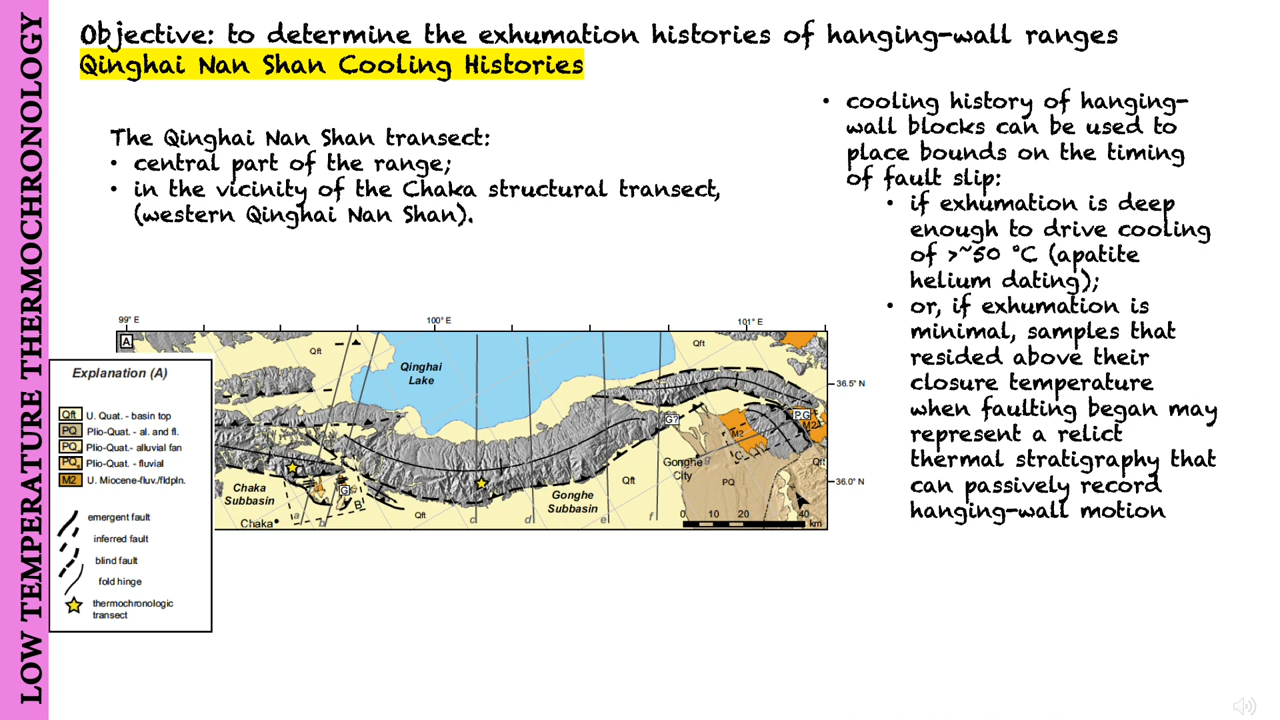 LOW TEMPERATURE THERMOCHRONOLOGY
Objective: to determine the exhumation histories of hanging-wall ranges
Qinghai Nan Shan Cooling Histories
The Qinghai Nan Shan transect:
• central part of the range;
• in the vicinity of the Chaka structural transect,
(western Qinghai Nan Shan).
• cooling history of hanging-
wall blocks can be used to
place bounds on the timing
of fault slip:
• if exhumation is deep
enough to drive cooling
of >~50 °C (apatite
helium dating);
• or, if exhumation is
minimal, samples that
resided above their
closure temperature
when faulting began may
represent a relict
thermal stratigraphy that
can passively record
hanging-wall motion
99° E
100° E
101° E
A
Qft
Qinghai
Lake
Qft
36.5° N
G?
P,G
M2
M2
Gonghe
City
C
g
Qft
36.0° N
Chaka
Subbasin
G
B
Gonghe
Subbasin
Qft
PQ
Chaka
a
b
Qft
c
d
e
f
0 10 20 40
km
Explanation (A)
Qft U. Quat. - basin top
PQ Plio-Quat. - al. and fl.
PQ Plio-Quat. - alluvial fan
PQ Plio-Quat. - fluvial
M2 U. Miocene-fluv./fldpln.
emergent fault
inferred fault
blind fault
fold hinge
thermochronologic
transect